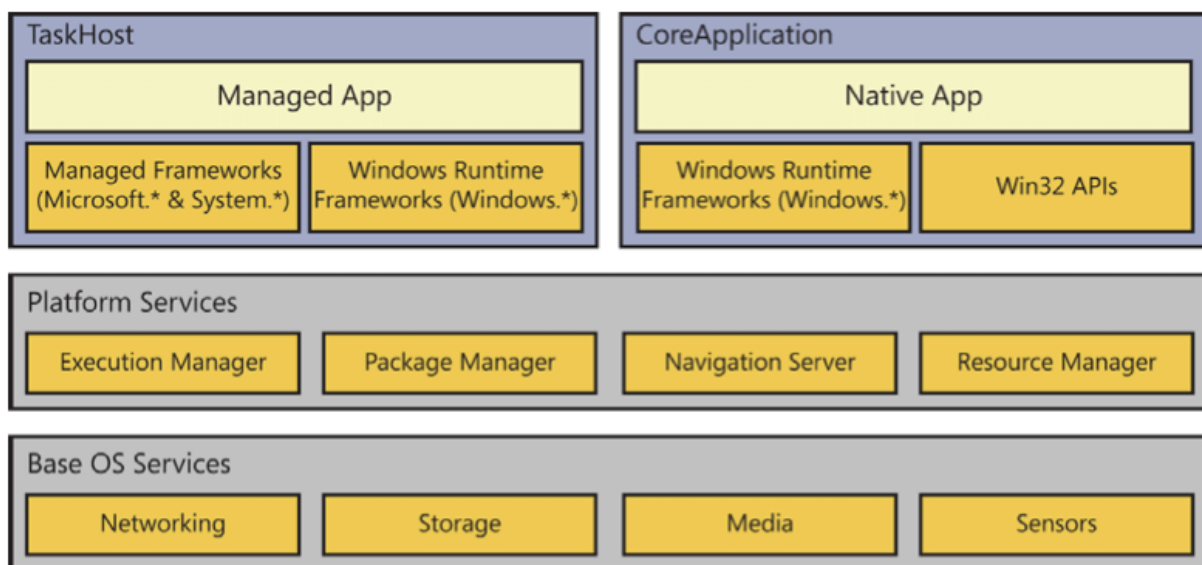 TaskHost
Managed App
Managed Frameworks
(Microsoft.* & System.*)
Windows Runtime
Frameworks (Windows.*)
CoreApplication
Native App
Windows Runtime
Frameworks (Windows.*)
Win32 APIs
Platform Services
Execution Manager
Package Manager
Navigation Server
Resource Manager
Base OS Services
Networking
Storage
Media
Sensors